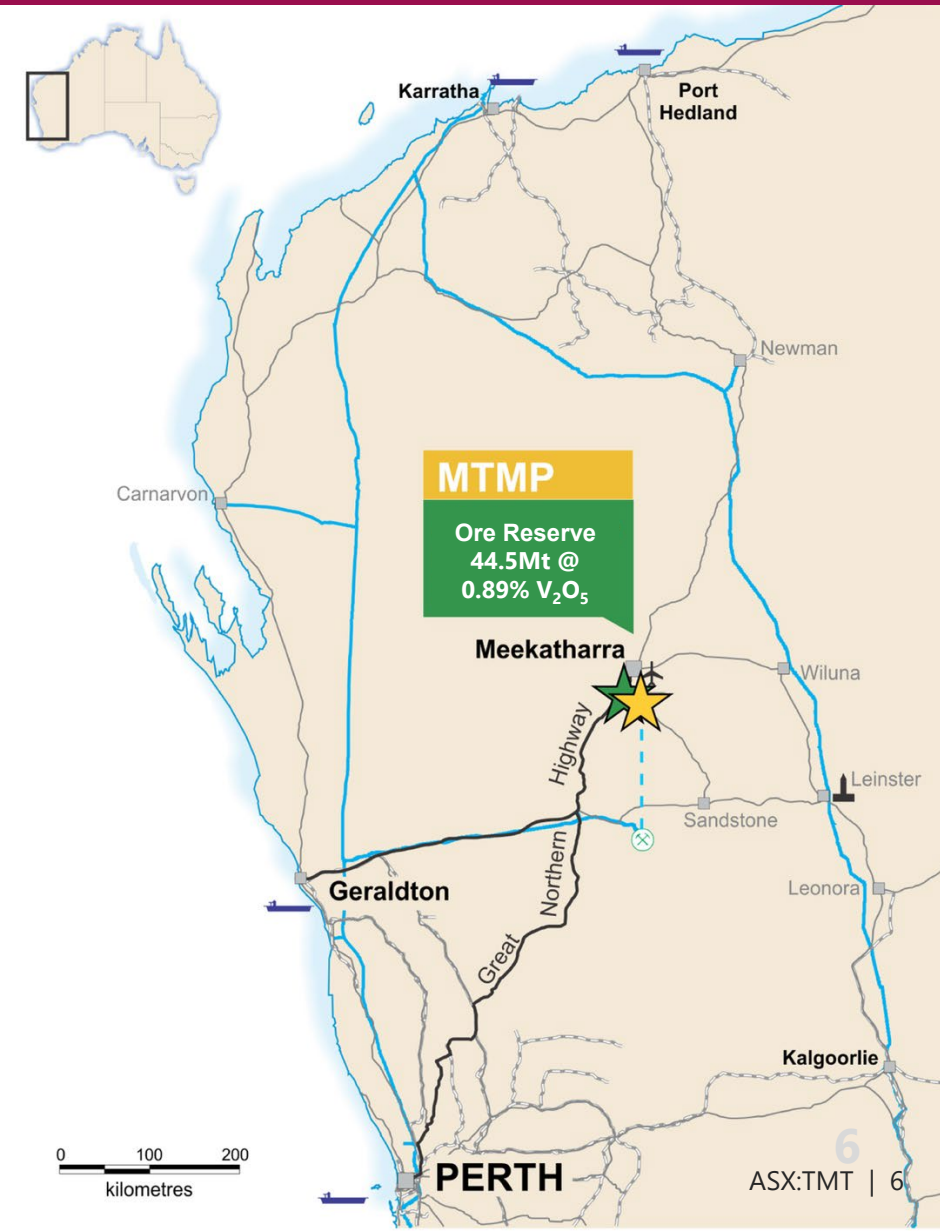 Karratha
Port
Hedland
Newman
Carnarvon
MTMP
Ore Reserve
44.5Mt @
0.89% V₂O₅
Meekatharra
Wiluna
Highway
Leinster
Sandstone
Northern
Geraldton
Leonora
Great
Kalgoorlie
0 100 200
kilometres
PERTH
6
ASX:TMT | 6